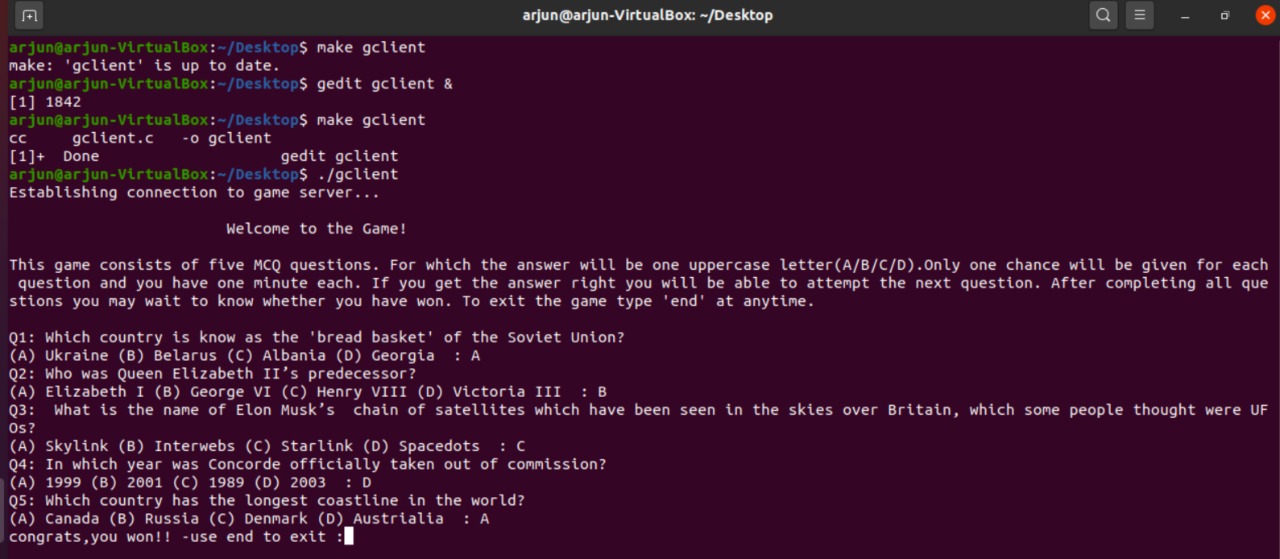 arjun@arjun-VirtualBox: ~/Desktop
arjun@arjun-VirtualBox:~/Desktop$ make gclient
make: 'gclient' is up to date.
arjun@arjun-VirtualBox:~/Desktop$ gedit gclient &
[1] 1842
arjun@arjun-VirtualBox:~/Desktop$ make gclient
cc     gclient.c   -o gclient
[1]+  Done                    gedit gclient
arjun@arjun-VirtualBox:~/Desktop$ ./gclient
Establishing connection to game server...
Welcome to the Game!
This game consists of five MCQ questions. For which the answer will be one uppercase letter(A/B/C/D).Only one chance will be given for each
 question and you have one minute each. If you get the answer right you will be able to attempt the next question. After completing all que
stions you may wait to know whether you have won. To exit the game type 'end' at anytime.
Q1: Which country is know as the 'bread basket' of the Soviet Union?
(A) Ukraine (B) Belarus (C) Albania (D) Georgia  : A
Q2: Who was Queen Elizabeth II’s predecessor?
(A) Elizabeth I (B) George VI (C) Henry VIII (D) Victoria III  : B
Q3:  What is the name of Elon Musk’s  chain of satellites which have been seen in the skies over Britain, which some people thought were UF
Os?
(A) Skylink (B) Interwebs (C) Starlink (D) Spacedots  : C
Q4: In which year was Concorde officially taken out of commission?
(A) 1999 (B) 2001 (C) 1989 (D) 2003  : D
Q5: Which country has the longest coastline in the world?
(A) Canada (B) Russia (C) Denmark (D) Austrialia  : A
congrats,you won!! -use end to exit :